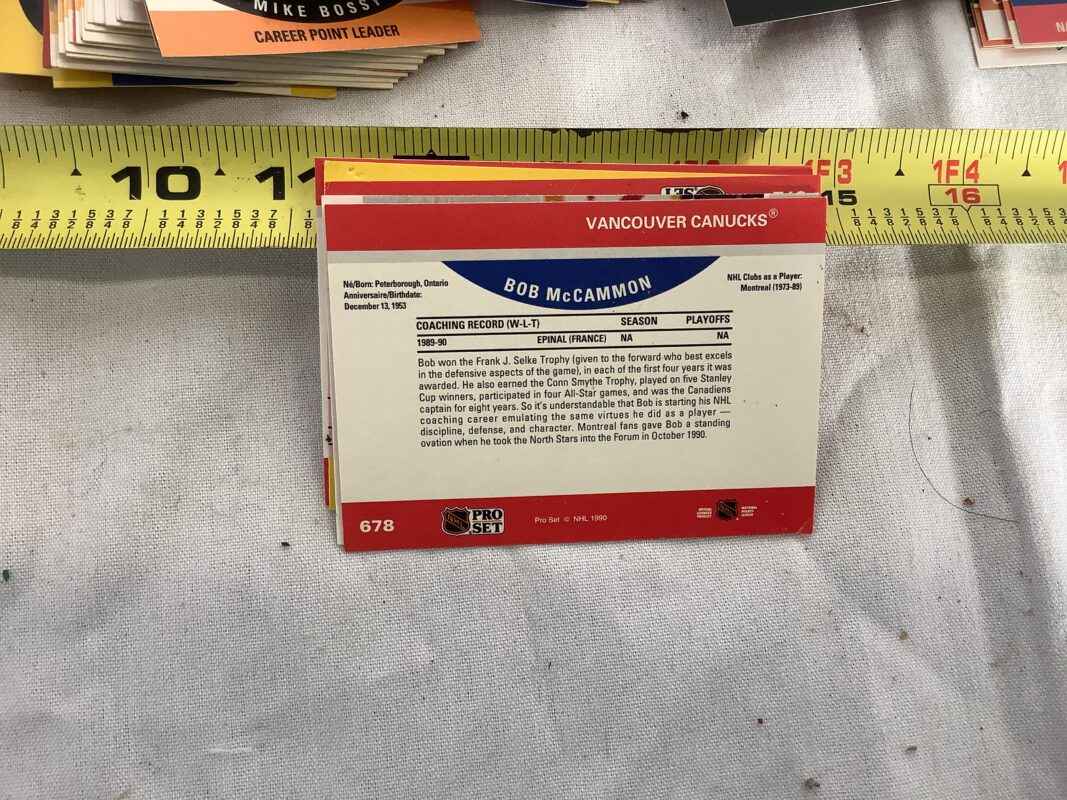 MIKE BOSSY
CAREER POINT LEADER
10
11
1F3
1F4
15
16
VANCOUVER CANUCKS®
BOB McCAMMON
Né/Born: Peterborough, Ontario
Anniversaire/Birthdate:
December 13, 1953
NHL Clubs as a Player:
Montreal (1973-89)
COACHING RECORD (W-L-T) SEASON PLAYOFFS
1989-90 EPINAL (FRANCE) NA NA
Bob won the Frank J. Selke Trophy (given to the forward who best excels
in the defensive aspects of the game), in each of the first four years it was
awarded. He also earned the Conn Smythe Trophy, played on five Stanley
Cup winners, participated in four All-Star games, and was the Canadiens
captain for eight years. So it's understandable that Bob is starting his NHL
coaching career emulating the same virtues he did as a player —
discipline, defense, and character. Montreal fans gave Bob a standing
ovation when he took the North Stars into the Forum in October 1990.
678
PRO
SET
Pro Set © NHL 1990